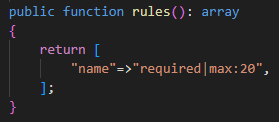 public function rules(): array
{
    return [
        "name"=>"required|max:20",
    ];
}